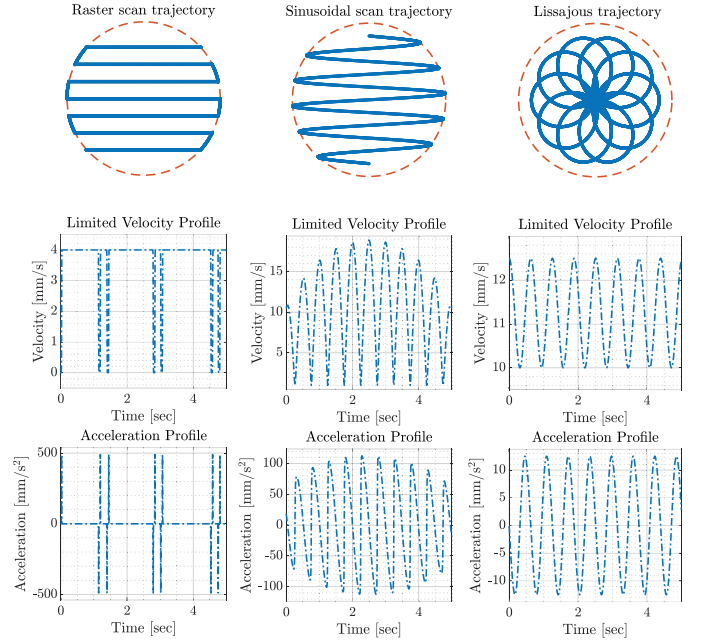 Raster scan trajectory
Sinusoidal scan trajectory
Lissajous trajectory
Limited Velocity Profile
Limited Velocity Profile
Limited Velocity Profile
Velocity [mm/s]
4
3
2
1
0
0
2
4
Time [sec]
Velocity [mm/s]
15
10
5
0
2
4
Time [sec]
Velocity [mm/s]
12
11
10
0
2
4
Time [sec]
Acceleration Profile
Acceleration Profile
Acceleration Profile
Acceleration [mm/s²]
500
0
-500
0
2
4
Time [sec]
Acceleration [mm/s²]
100
50
0
-50
-100
0
2
4
Time [sec]
Acceleration [mm/s²]
10
5
0
-5
-10
0
2
4
Time [sec]